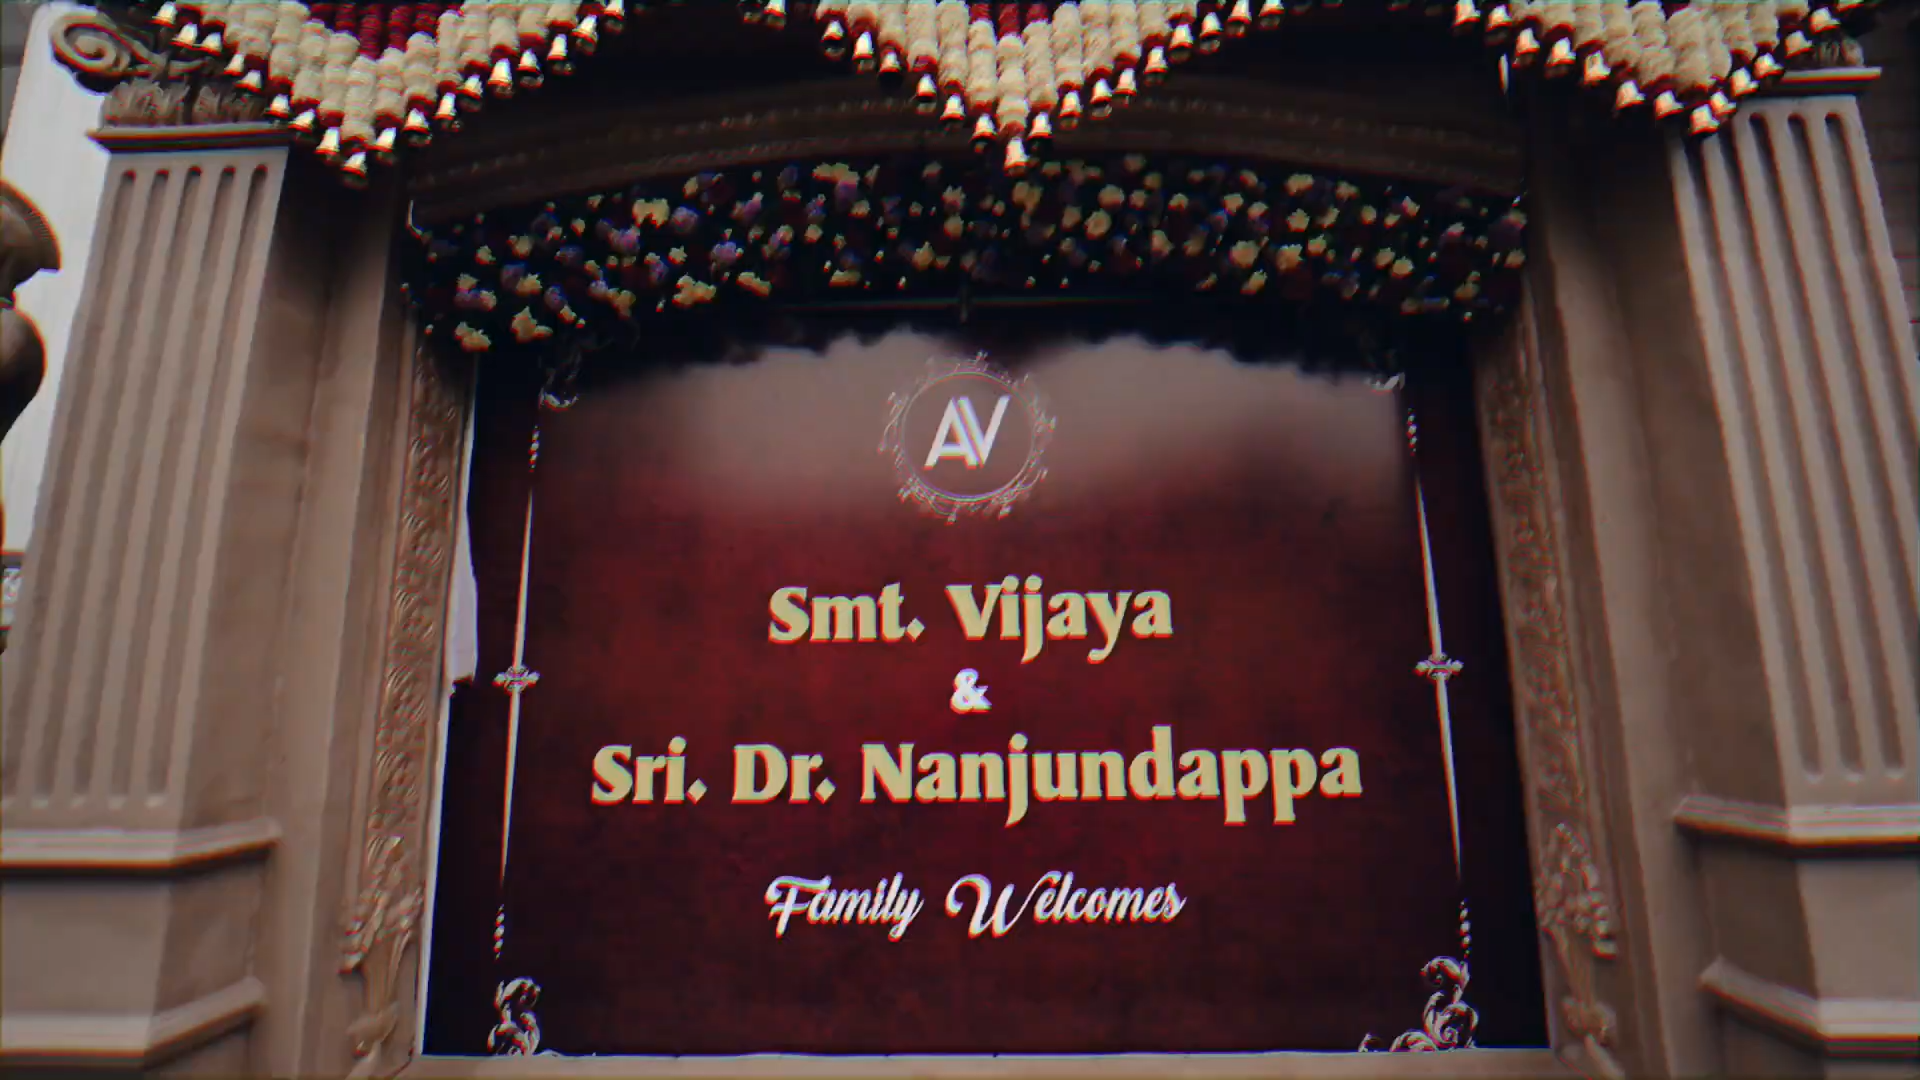 AV
Smt. Vijaya
&
Sri. Dr. Nanjundappa
Family Welcomes